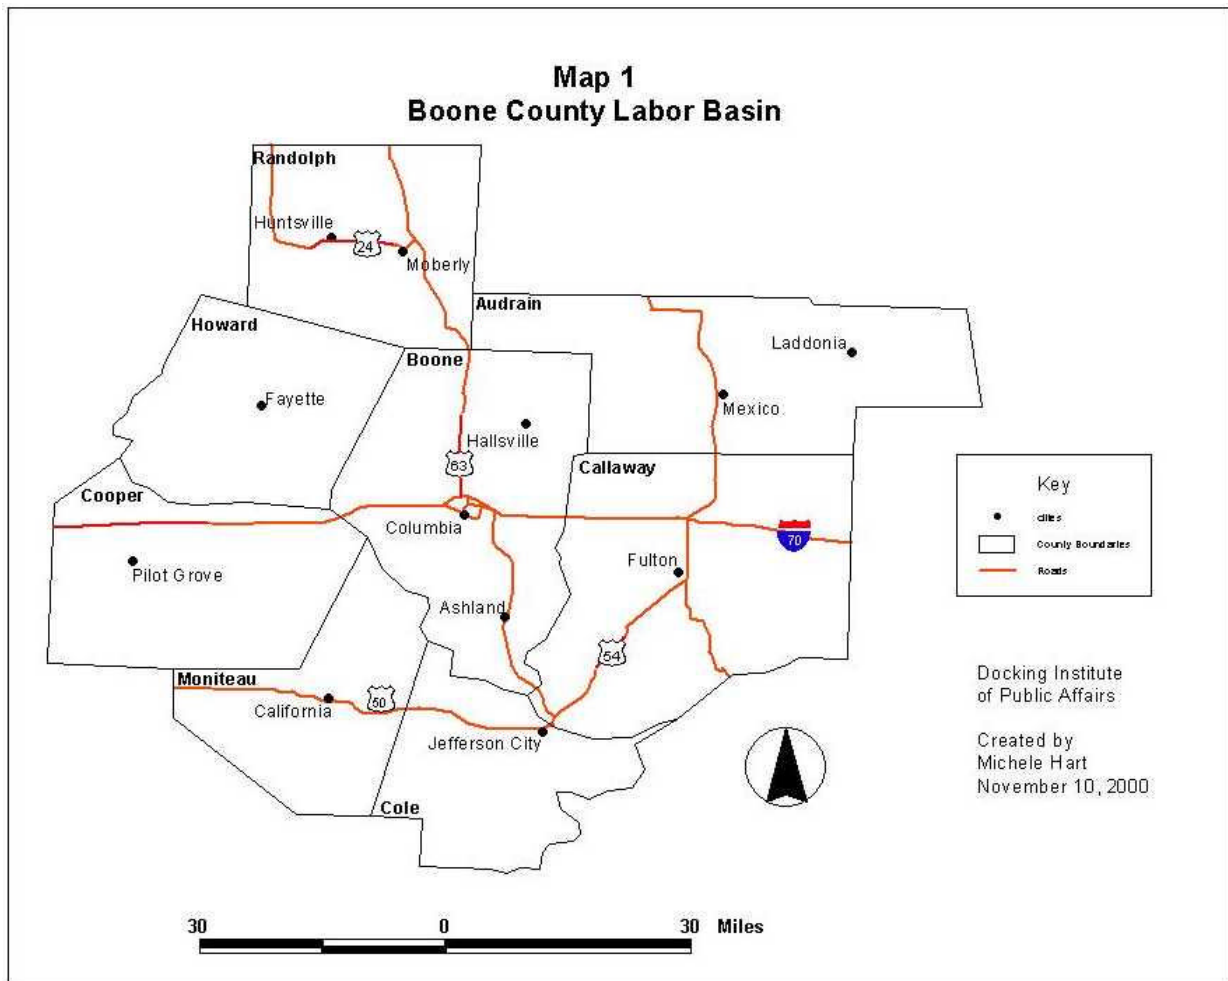 Map 1
Boone County Labor Basin
Randolph
Huntsville
24
Moberly
Audrain
Howard
Laddonia
Boone
Fayette
Mexico
Hallsville
63
Callaway
Cooper
Columbia
70
Fulton
Pilot Grove
Ashland
54
Moniteau
50
California
Jefferson City
Cole
Key
cities
County Boundaries
Roads
Docking Institute
of Public Affairs
Created by
Michele Hart
November 10, 2000
30 0 30 Miles